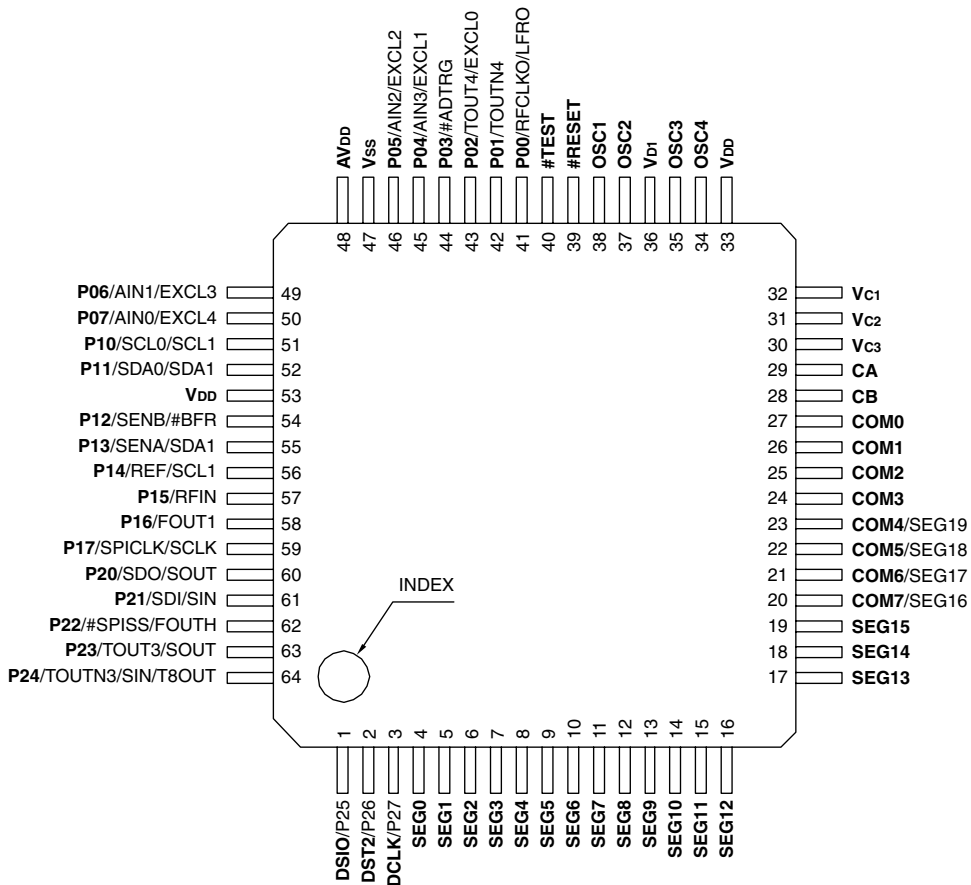 AVDD
VSS
P05/AIN2/EXCL2
P04/AIN3/EXCL1
P03/#ADTRG
P02/TOUT4/EXCL0
P01/TOUTN4
P00/RFCLKO/LFRO
#TEST
#RESET
OSC1
OSC2
VD1
OSC3
OSC4
VDD
48
47
46
45
44
43
42
41
40
39
38
37
36
35
34
33
P06/AIN1/EXCL3 49
P07/AIN0/EXCL4 50
P10/SCL0/SCL1 51
P11/SDA0/SDA1 52
VDD 53
P12/SENB/#BFR 54
P13/SENA/SDA1 55
P14/REF/SCL1 56
P15/RFIN 57
P16/FOUT1 58
P17/SPICLK/SCLK 59
P20/SDO/SOUT 60
P21/SDI/SIN 61
P22/#SPISS/FOUTH 62
P23/TOUT3/SOUT 63
P24/TOUTN3/SIN/T8OUT 64
INDEX
32 VC1
31 VC2
30 VC3
29 CA
28 CB
27 COM0
26 COM1
25 COM2
24 COM3
23 COM4/SEG19
22 COM5/SEG18
21 COM6/SEG17
20 COM7/SEG16
19 SEG15
18 SEG14
17 SEG13
1
2
3
4
5
6
7
8
9
10
11
12
13
14
15
16
DSIO/P25
DST2/P26
DCLK/P27
SEG0
SEG1
SEG2
SEG3
SEG4
SEG5
SEG6
SEG7
SEG8
SEG9
SEG10
SEG11
SEG12